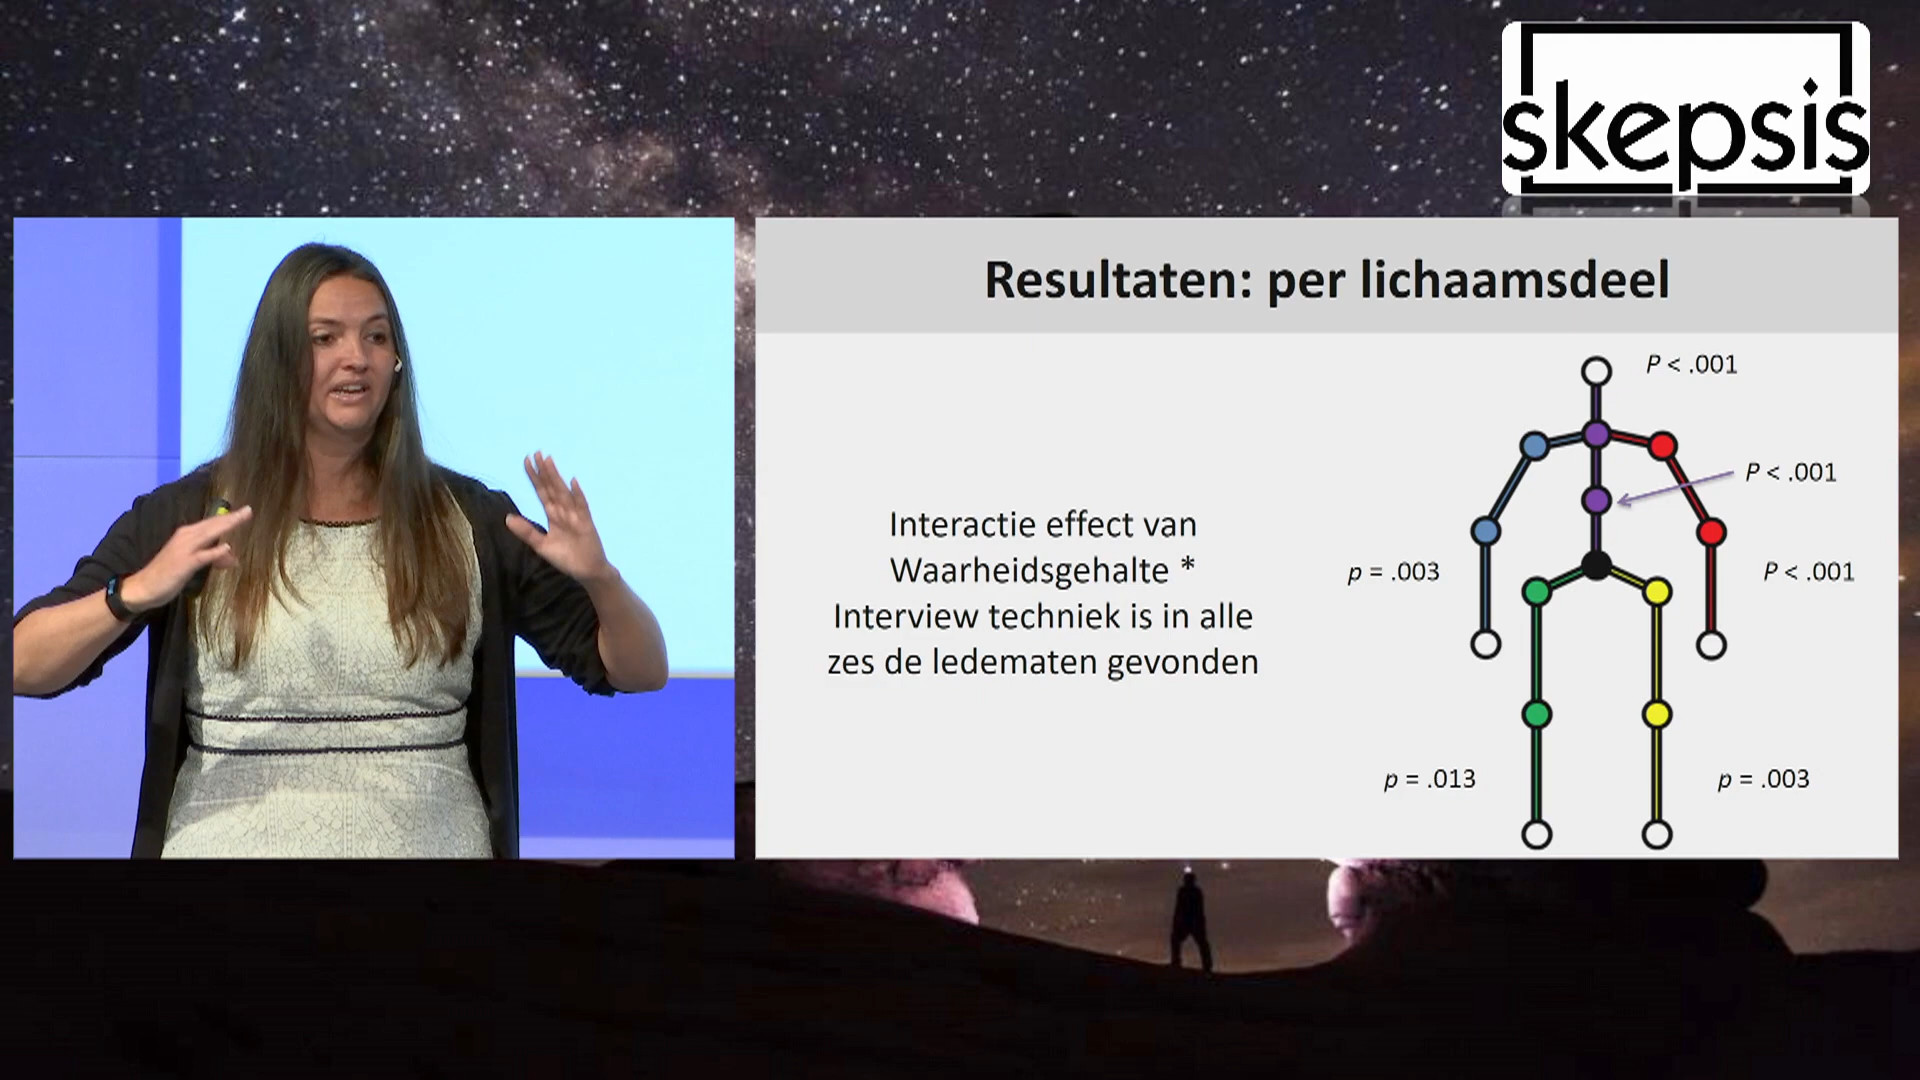 skepsis
Resultaten: per lichaamsdeel
P < .001
P < .001
Interactie effect van
Waarheidsgehalte *
Interview techniek is in alle
zes de ledematen gevonden
p = .003
P < .001
p = .013
p = .003